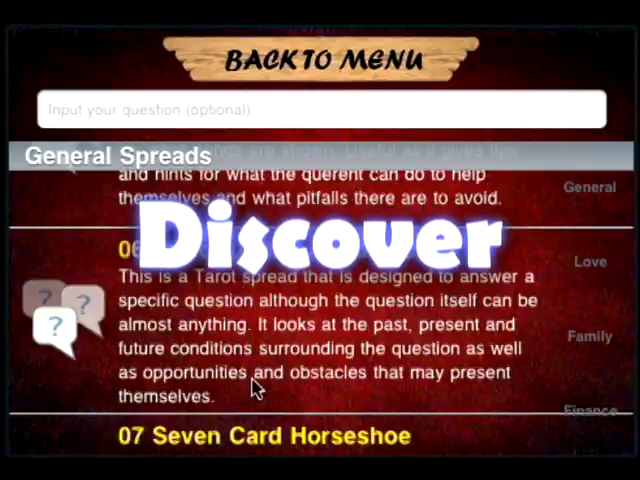 BACK TO MENU
Input your question (optional)
General Spreads
and hints for what the querent can do to help
themselves and what pitfalls there are to avoid.
General
Discover
06
This is a Tarot spread that is designed to answer a
specific question although the question itself can be
almost anything. It looks at the past, present and
future conditions surrounding the question as well
as opportunities and obstacles that may present
themselves.
Love
? ?
?
Family
Finance
07 Seven Card Horseshoe